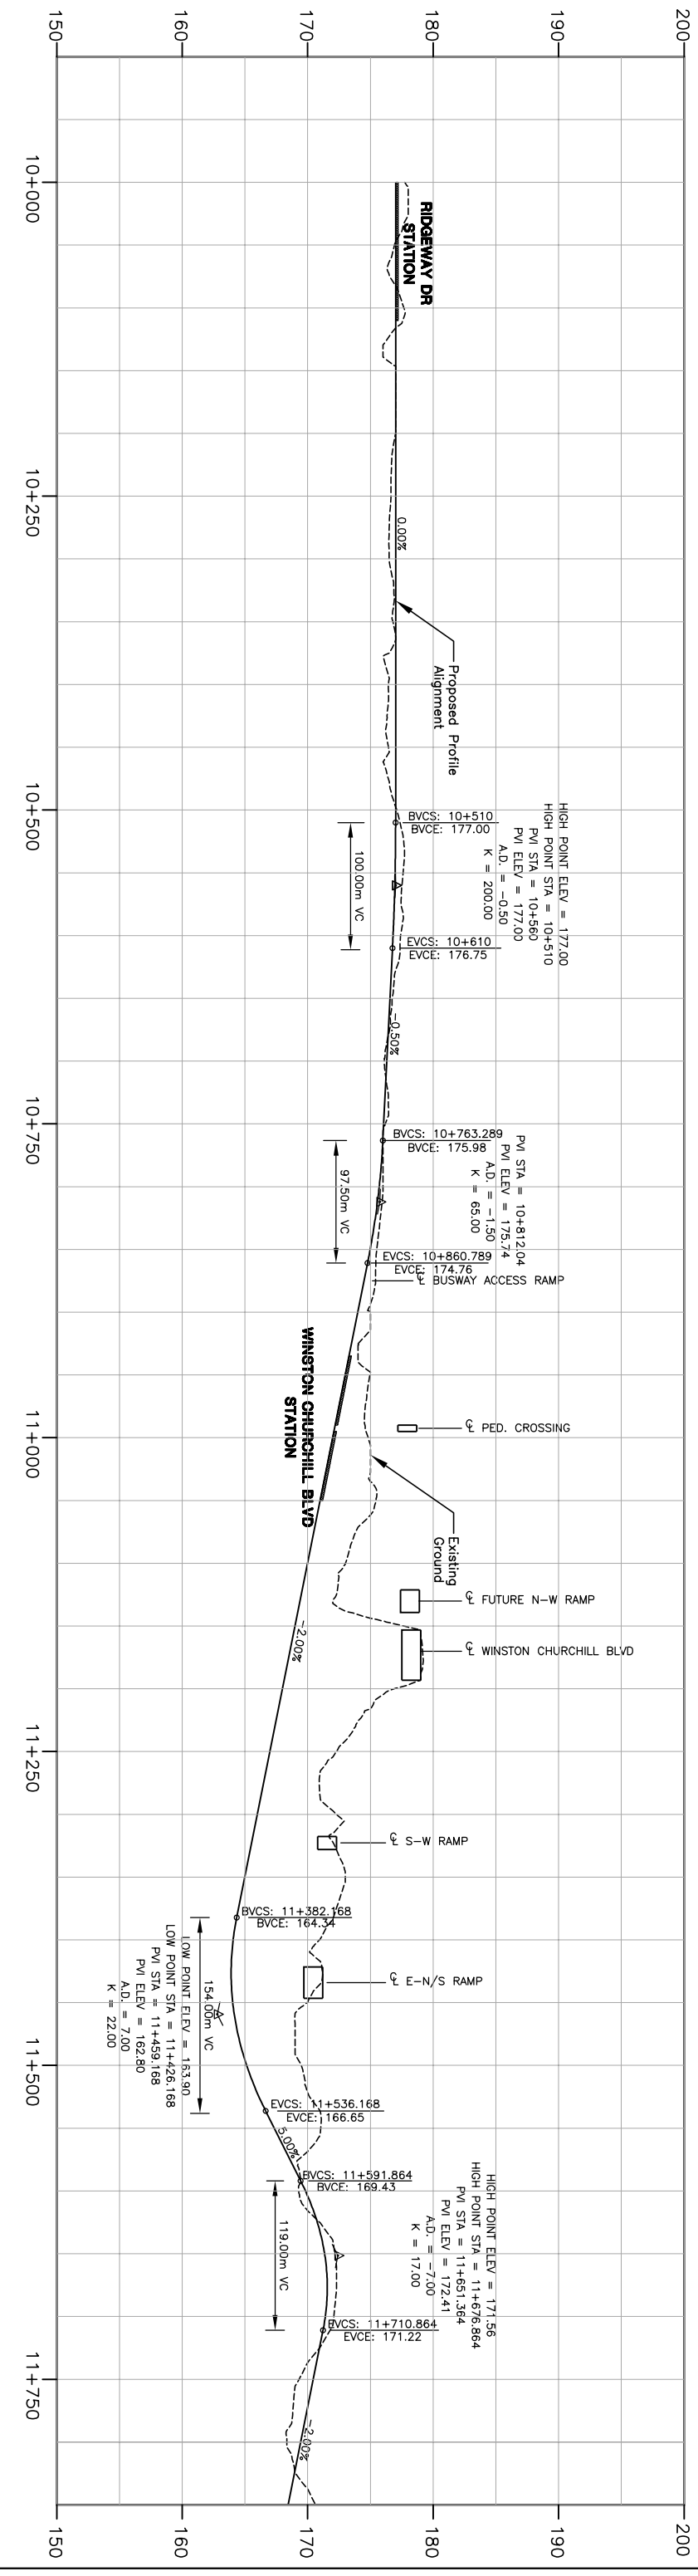 200
190
180
170
160
150
RIDGEWAY DR
STATION
0.00%
Proposed Profile
Alignment
HIGH POINT ELEV = 177.00
HIGH POINT STA = 10+510
PVI STA = 10+560
PVI ELEV = 177.00
A.D. = -0.50
K = 200.00
BVCS: 10+510
BVCE: 177.00
100.00m VC
EVCS: 10+610
EVCE: 176.75
-0.50%
PVI STA = 10+812.04
PVI ELEV = 175.74
A.D. = -1.50
K = 65.00
BVCS: 10+763.289
BVCE: 175.98
97.50m VC
EVCS: 10+860.789
EVCE: 174.76
℄ BUSWAY ACCESS RAMP
WINSTON CHURCHILL BLVD
STATION
℄ PED. CROSSING
Existing
Ground
℄ FUTURE N-W RAMP
℄ WINSTON CHURCHILL BLVD
-2.00%
℄ S-W RAMP
BVCS: 11+382.168
BVCE: 164.34
℄ E-N/S RAMP
154.00m VC
LOW POINT ELEV = 163.90
LOW POINT STA = 11+426.168
PVI STA = 11+459.168
PVI ELEV = 162.80
A.D. = 7.00
K = 22.00
EVCS: 11+536.168
EVCE: 166.65
5.00%
BVCS: 11+591.864
BVCE: 169.43
HIGH POINT ELEV = 171.56
HIGH POINT STA = 11+676.864
PVI STA = 11+651.364
PVI ELEV = 172.41
A.D. = -7.00
K = 17.00
119.00m VC
EVCS: 11+710.864
EVCE: 171.22
-2.00%
200
190
180
170
160
150
10+000
10+250
10+500
10+750
11+000
11+250
11+500
11+750